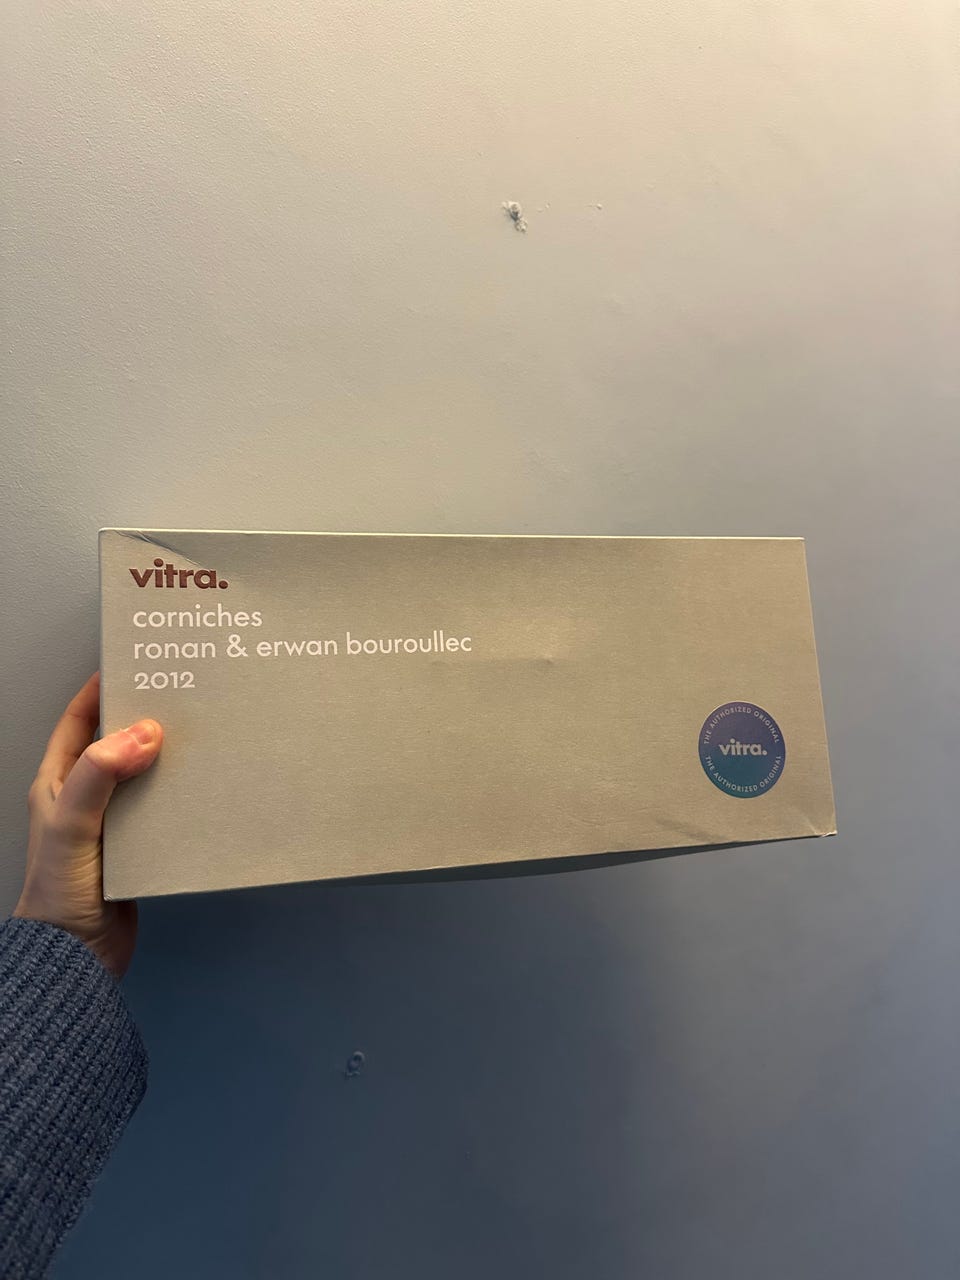 vitra.
corniches
ronan & erwan bouroullec
2012
THE AUTHORIZED ORIGINAL
vitra.
THE AUTHORIZED ORIGINAL